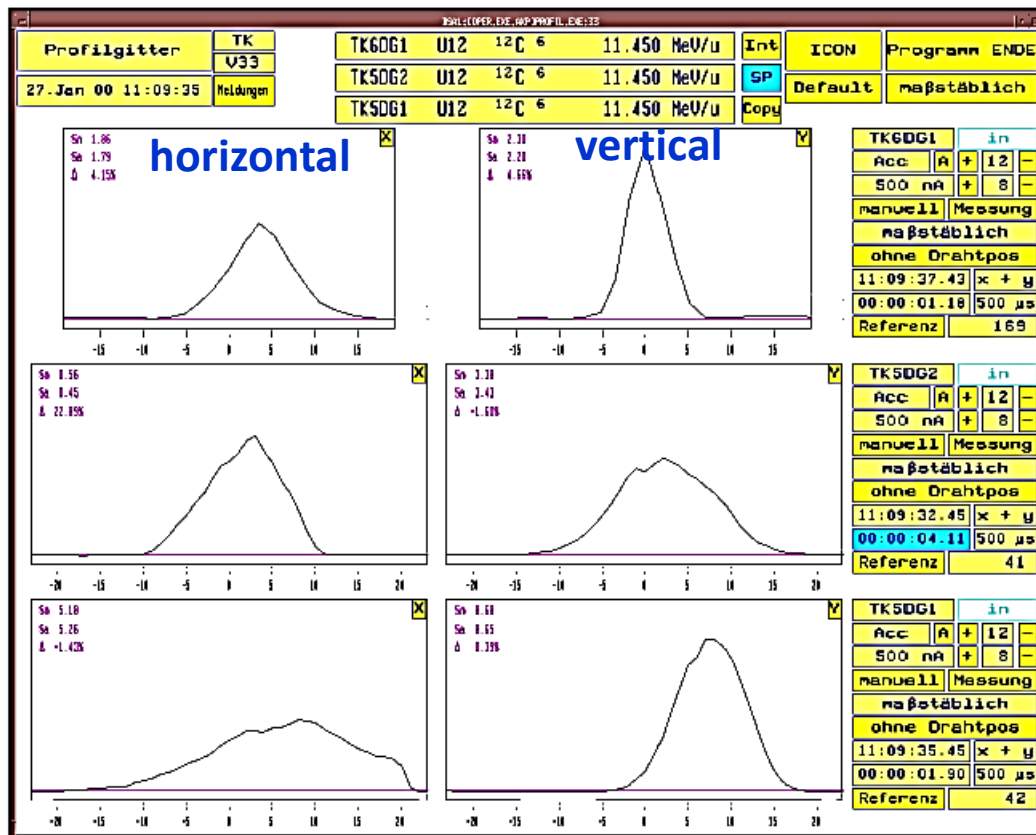 Profilgitter
TK
V33
27.Jan 00 11:09:35
Meldungen
TK6DG1 U12 12C 6 11.450 MeV/u
TK5DG2 U12 12C 6 11.450 MeV/u
TK5DG1 U12 12C 6 11.450 MeV/u
Int
SP
Copy
ICON
Programm ENDE
Default
maßstäblich
horizontal
X
-15 -10 -5 0 5 10 15
vertical
Y
-15 -10 -5 0 5 10 15
TK6DG1 in
Acc A + 12 -
500 nA + 8 -
manuell Messung
maßstäblich
ohne Drahtpos
11:09:37.43 x + y
00:00:01.18 500 µs
Referenz 169
X
-20 -15 -10 -5 0 5 10 15 20
Y
-20 -15 -10 -5 0 5 10 15 20
TK5DG2 in
Acc A + 12 -
500 nA + 8 -
manuell Messung
maßstäblich
ohne Drahtpos
11:09:32.45 x + y
00:00:04.11 500 µs
Referenz 41
X
-20 -15 -10 -5 0 5 10 15 20
Y
-20 -15 -10 -5 0 5 10 15 20
TK5DG1 in
Acc A + 12 -
500 nA + 8 -
manuell Messung
maßstäblich
ohne Drahtpos
11:09:35.45 x + y
00:00:01.90 500 µs
Referenz 42